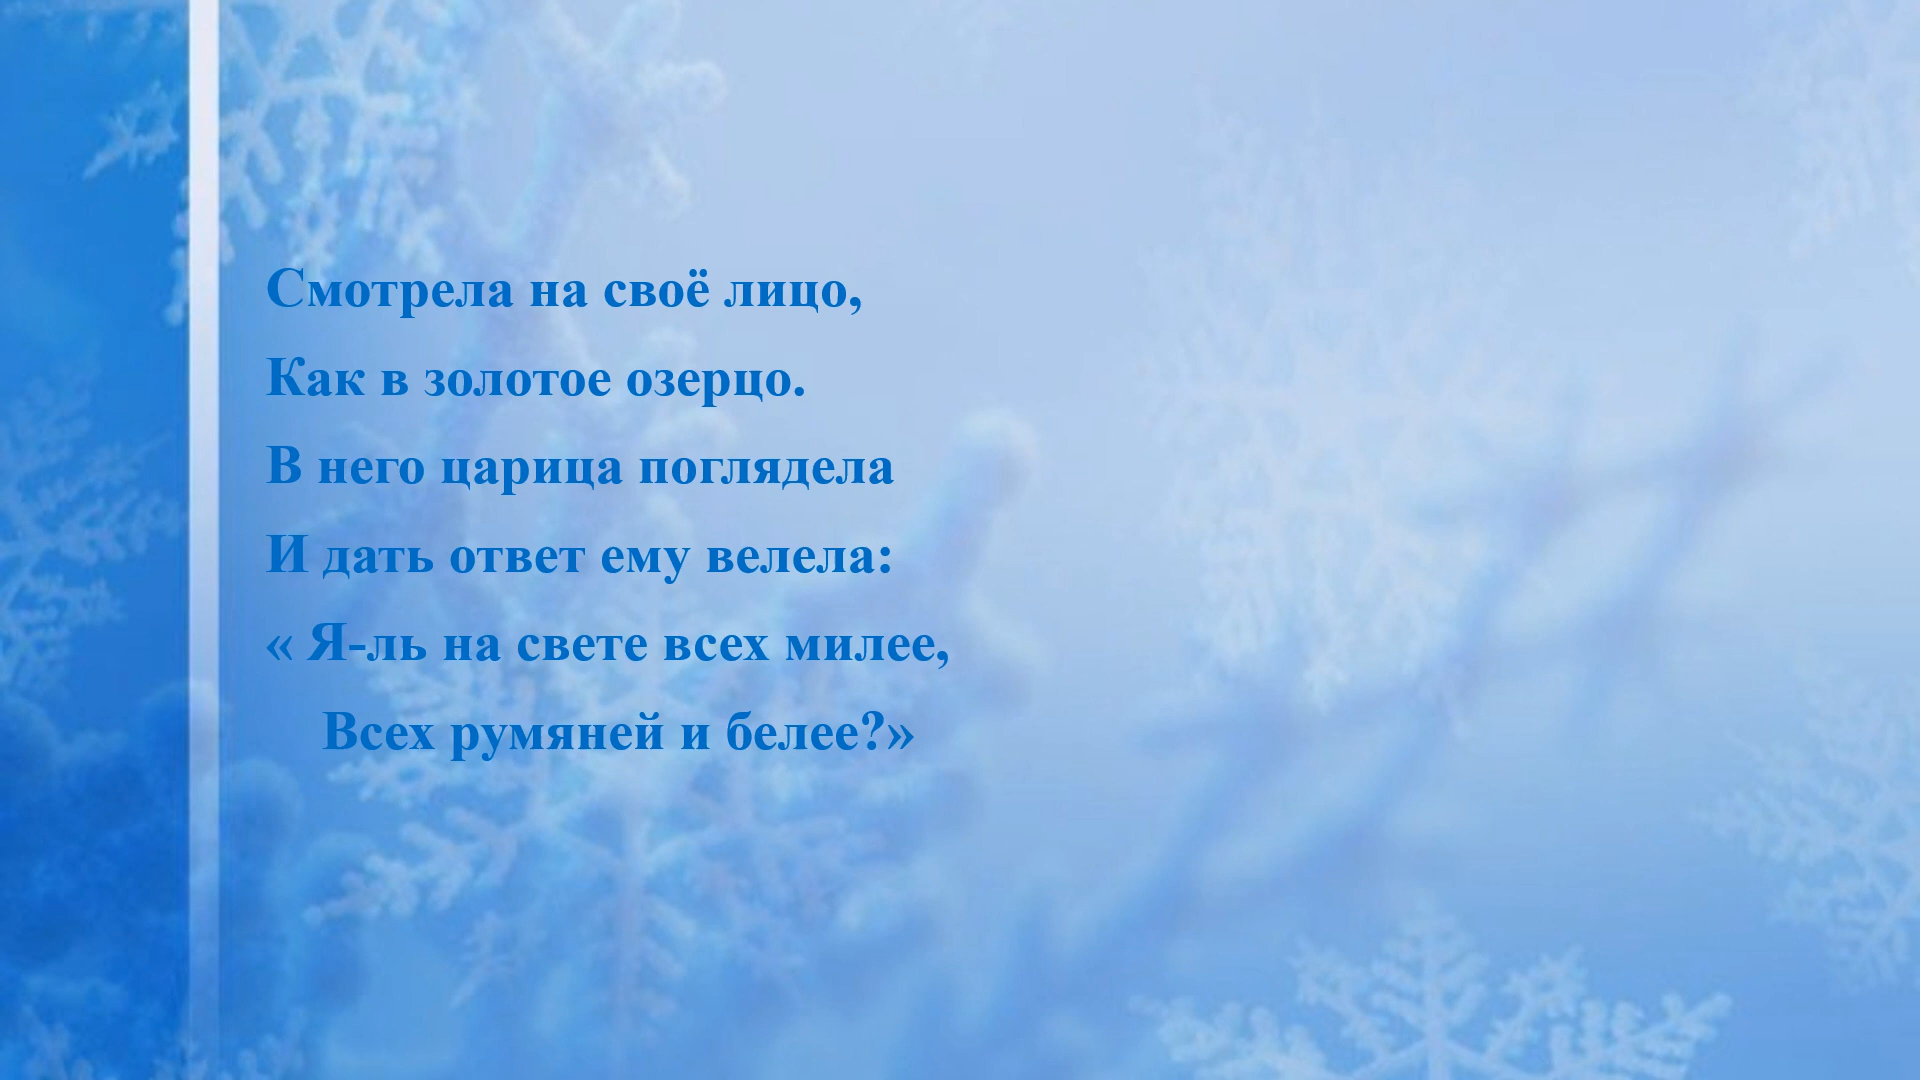 Смотрела на своё лицо,
Как в золотое озерцо.
В него царица поглядела
И дать ответ ему велела:
« Я-ль на свете всех милее,
Всех румяней и белее?»